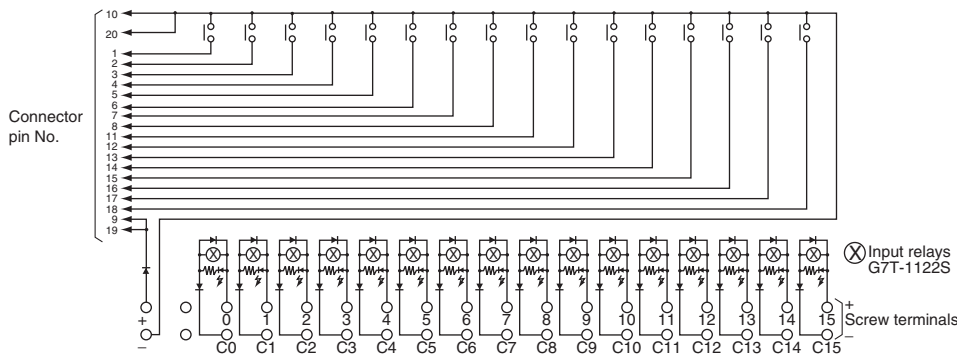 10
20
1
2
3
4
5
6
7
8
11
12
13
14
15
16
17
18
9
19
Connector
pin No.
Input relays
G7T-1122S
+ 0 1 2 3 4 5 6 7 8 9 10 11 12 13 14 15 +
Screw terminals
– C0 C1 C2 C3 C4 C5 C6 C7 C8 C9 C10 C11 C12 C13 C14 C15 –